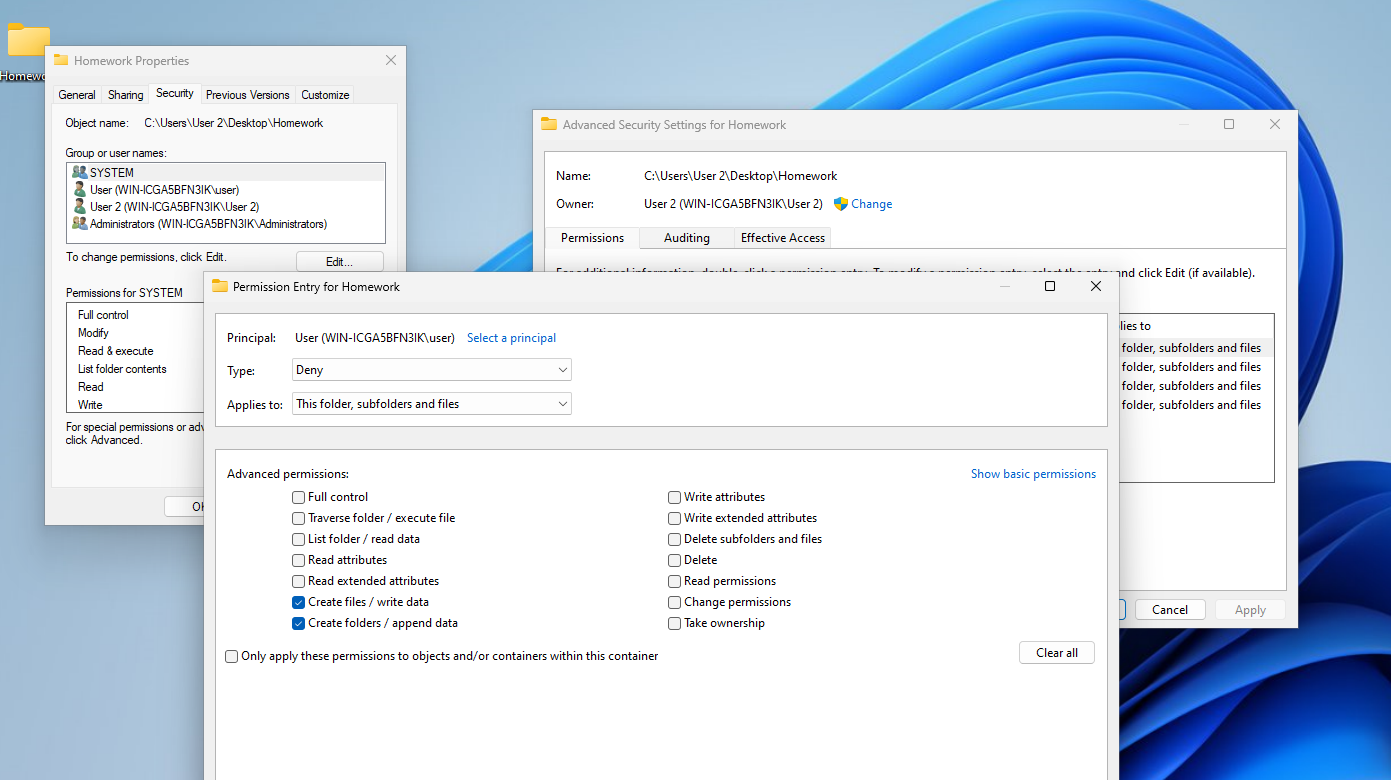 Homewo
Homework Properties
General
Sharing
Security
Previous Versions
Customize
Object name: C:\Users\User 2\Desktop\Homework
Group or user names:
SYSTEM
User (WIN-ICGA5BFN3IK\user)
User 2 (WIN-ICGA5BFN3IK\User 2)
Administrators (WIN-ICGA5BFN3IK\Administrators)
To change permissions, click Edit.
Edit...
Permissions for SYSTEM
Full control
Modify
Read & execute
List folder contents
Read
Write
For special permissions or adv
click Advanced.
Advanced Security Settings for Homework
Name: C:\Users\User 2\Desktop\Homework
Owner: User 2 (WIN-ICGA5BFN3IK\User 2) Change
Permissions
Auditing
Effective Access
For additional information, double-click a permission entry. To modify a permission entry, select the entry and click Edit (if available).
lies to
folder, subfolders and files
folder, subfolders and files
folder, subfolders and files
folder, subfolders and files
Cancel
Apply
Permission Entry for Homework
Principal: User (WIN-ICGA5BFN3IK\user) Select a principal
Type: Deny
Applies to: This folder, subfolders and files
Advanced permissions:
Show basic permissions
Full control
Traverse folder / execute file
List folder / read data
Read attributes
Read extended attributes
Create files / write data
Create folders / append data
Write attributes
Write extended attributes
Delete subfolders and files
Delete
Read permissions
Change permissions
Take ownership
Only apply these permissions to objects and/or containers within this container
Clear all